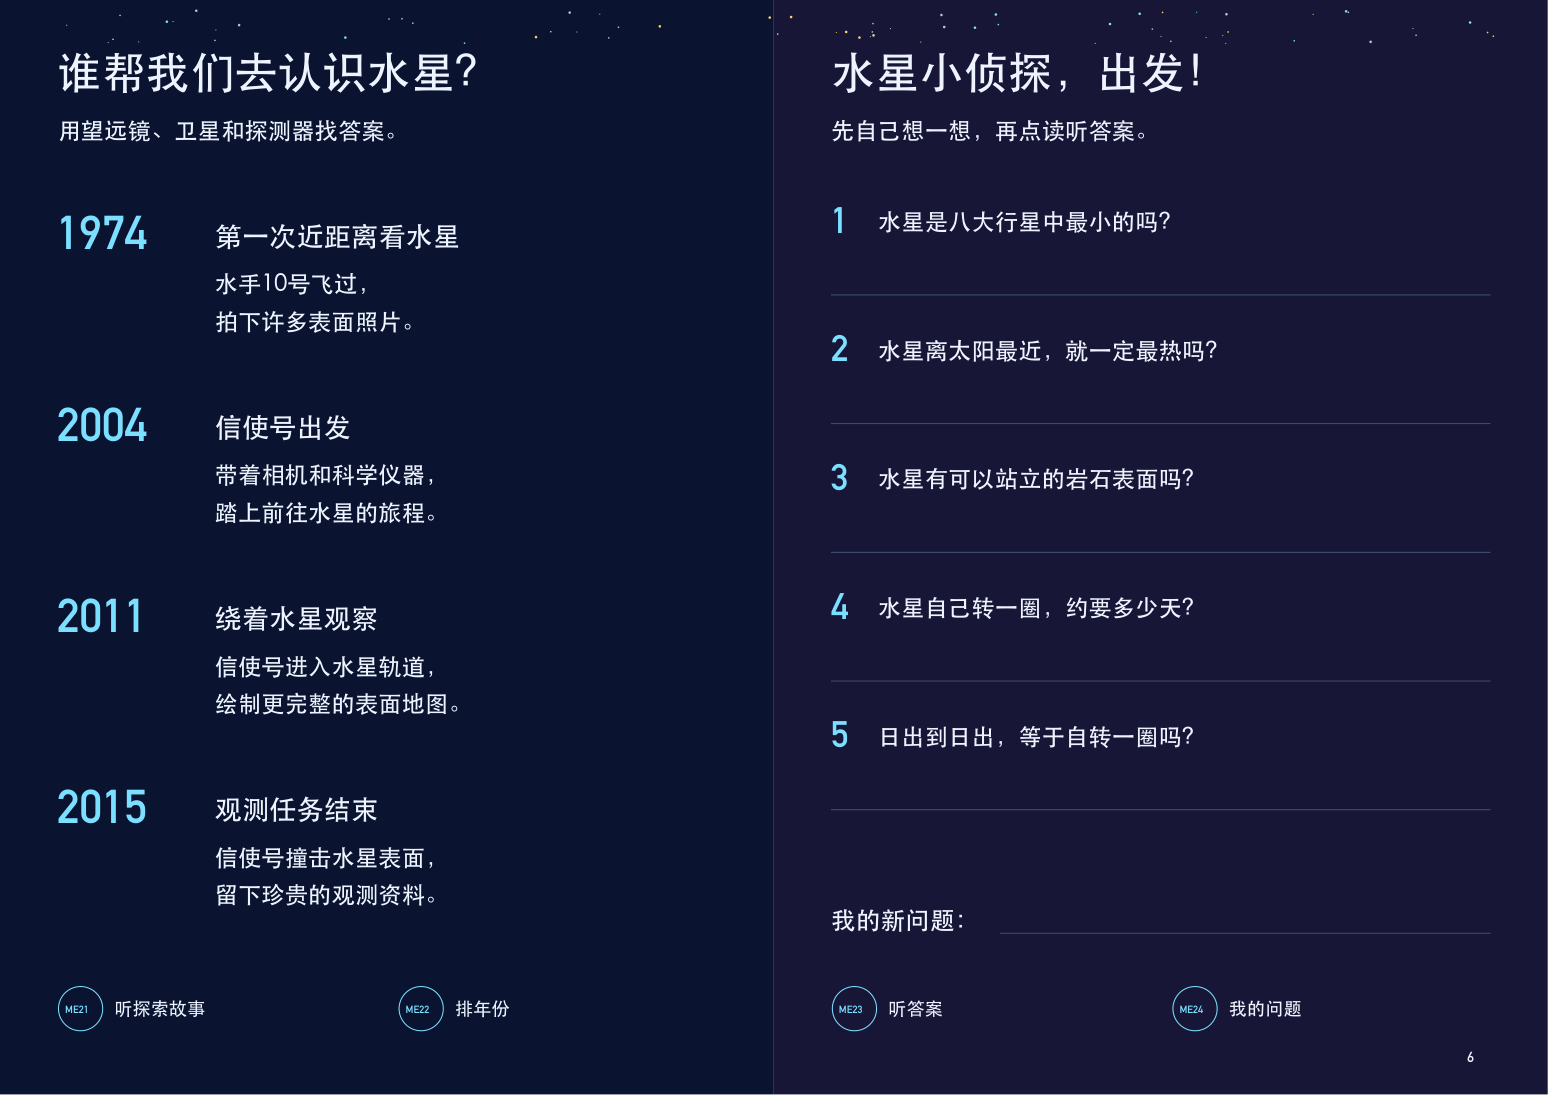 谁帮我们去认识水星？
用望远镜、卫星和探测器找答案。
1974
第一次近距离看水星
水手10号飞过，
拍下许多表面照片。
2004
信使号出发
带着相机和科学仪器，
踏上前往水星的旅程。
2011
绕着水星观察
信使号进入水星轨道，
绘制更完整的表面地图。
2015
观测任务结束
信使号撞击水星表面，
留下珍贵的观测资料。
ME21 听探索故事
ME22 排年份
水星小侦探，出发！
先自己想一想，再点读听答案。
1 水星是八大行星中最小的吗？
2 水星离太阳最近，就一定最热吗？
3 水星有可以站立的岩石表面吗？
4 水星自己转一圈，约要多少天？
5 日出到日出，等于自转一圈吗？
我的新问题：
ME23 听答案
ME24 我的问题
6